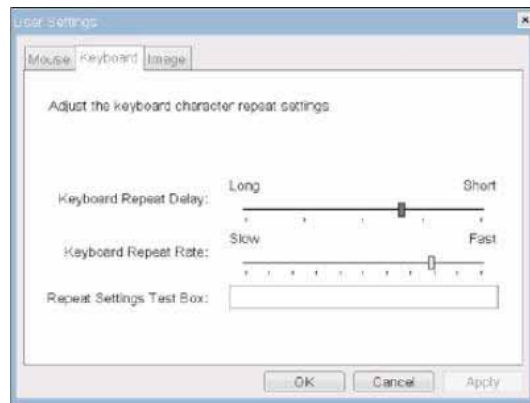 User Settings
Mouse Keyboard Image
Adjust the keyboard character repeat settings
Long Short
Keyboard Repeat Delay:
Slow Fast
Keyboard Repeat Rate:
Repeat Settings Test Box:
OK Cancel Apply